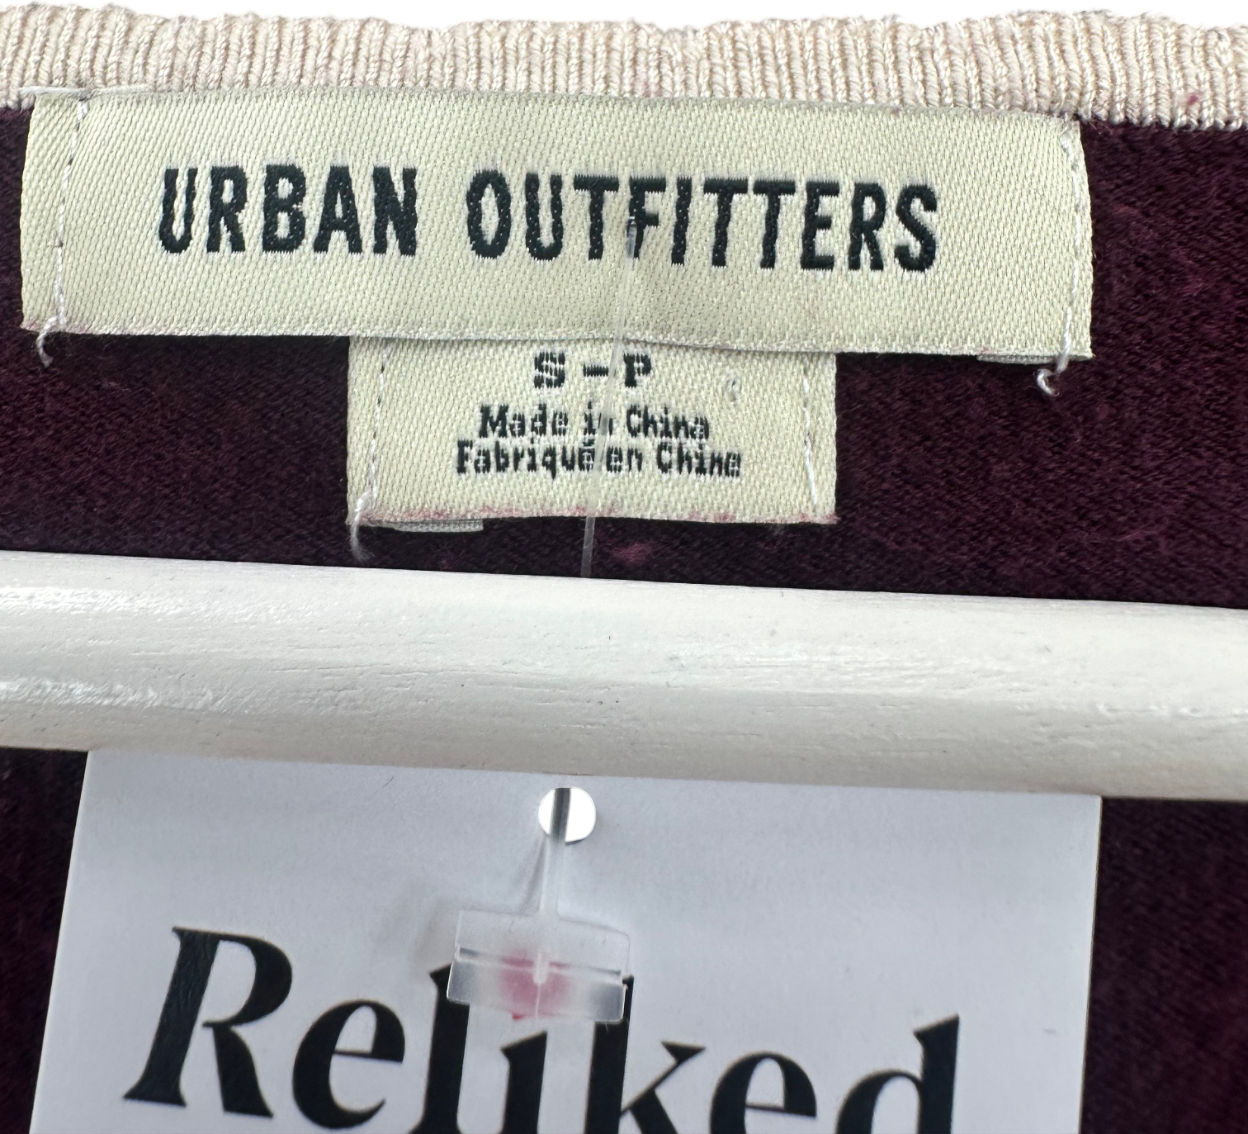 URBAN OUTFITTERS
S-P
Made in China
Fabriqué en Chine
Reliked